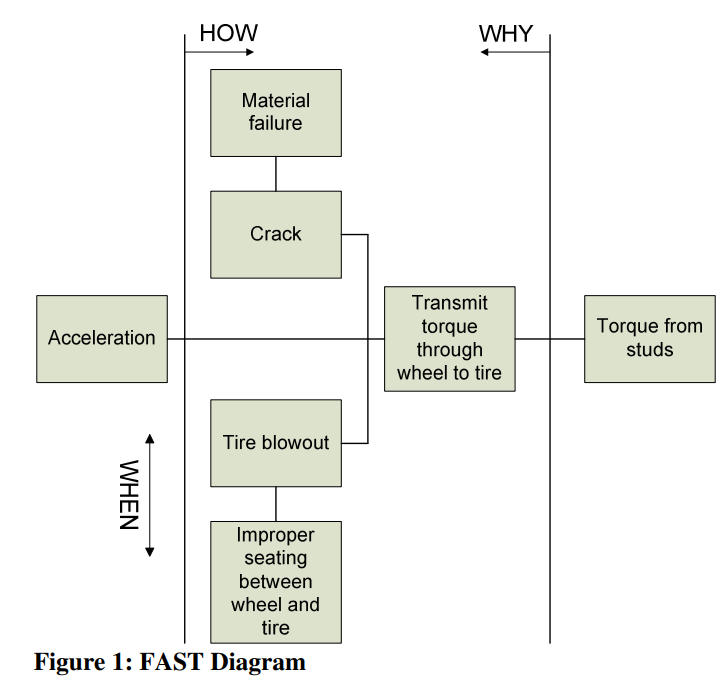 HOW
WHY
Material
failure
Crack
Acceleration
Transmit
torque
through
wheel to tire
Torque from
studs
Tire blowout
WHEN
Improper
seating
between
wheel and
tire
Figure 1: FAST Diagram